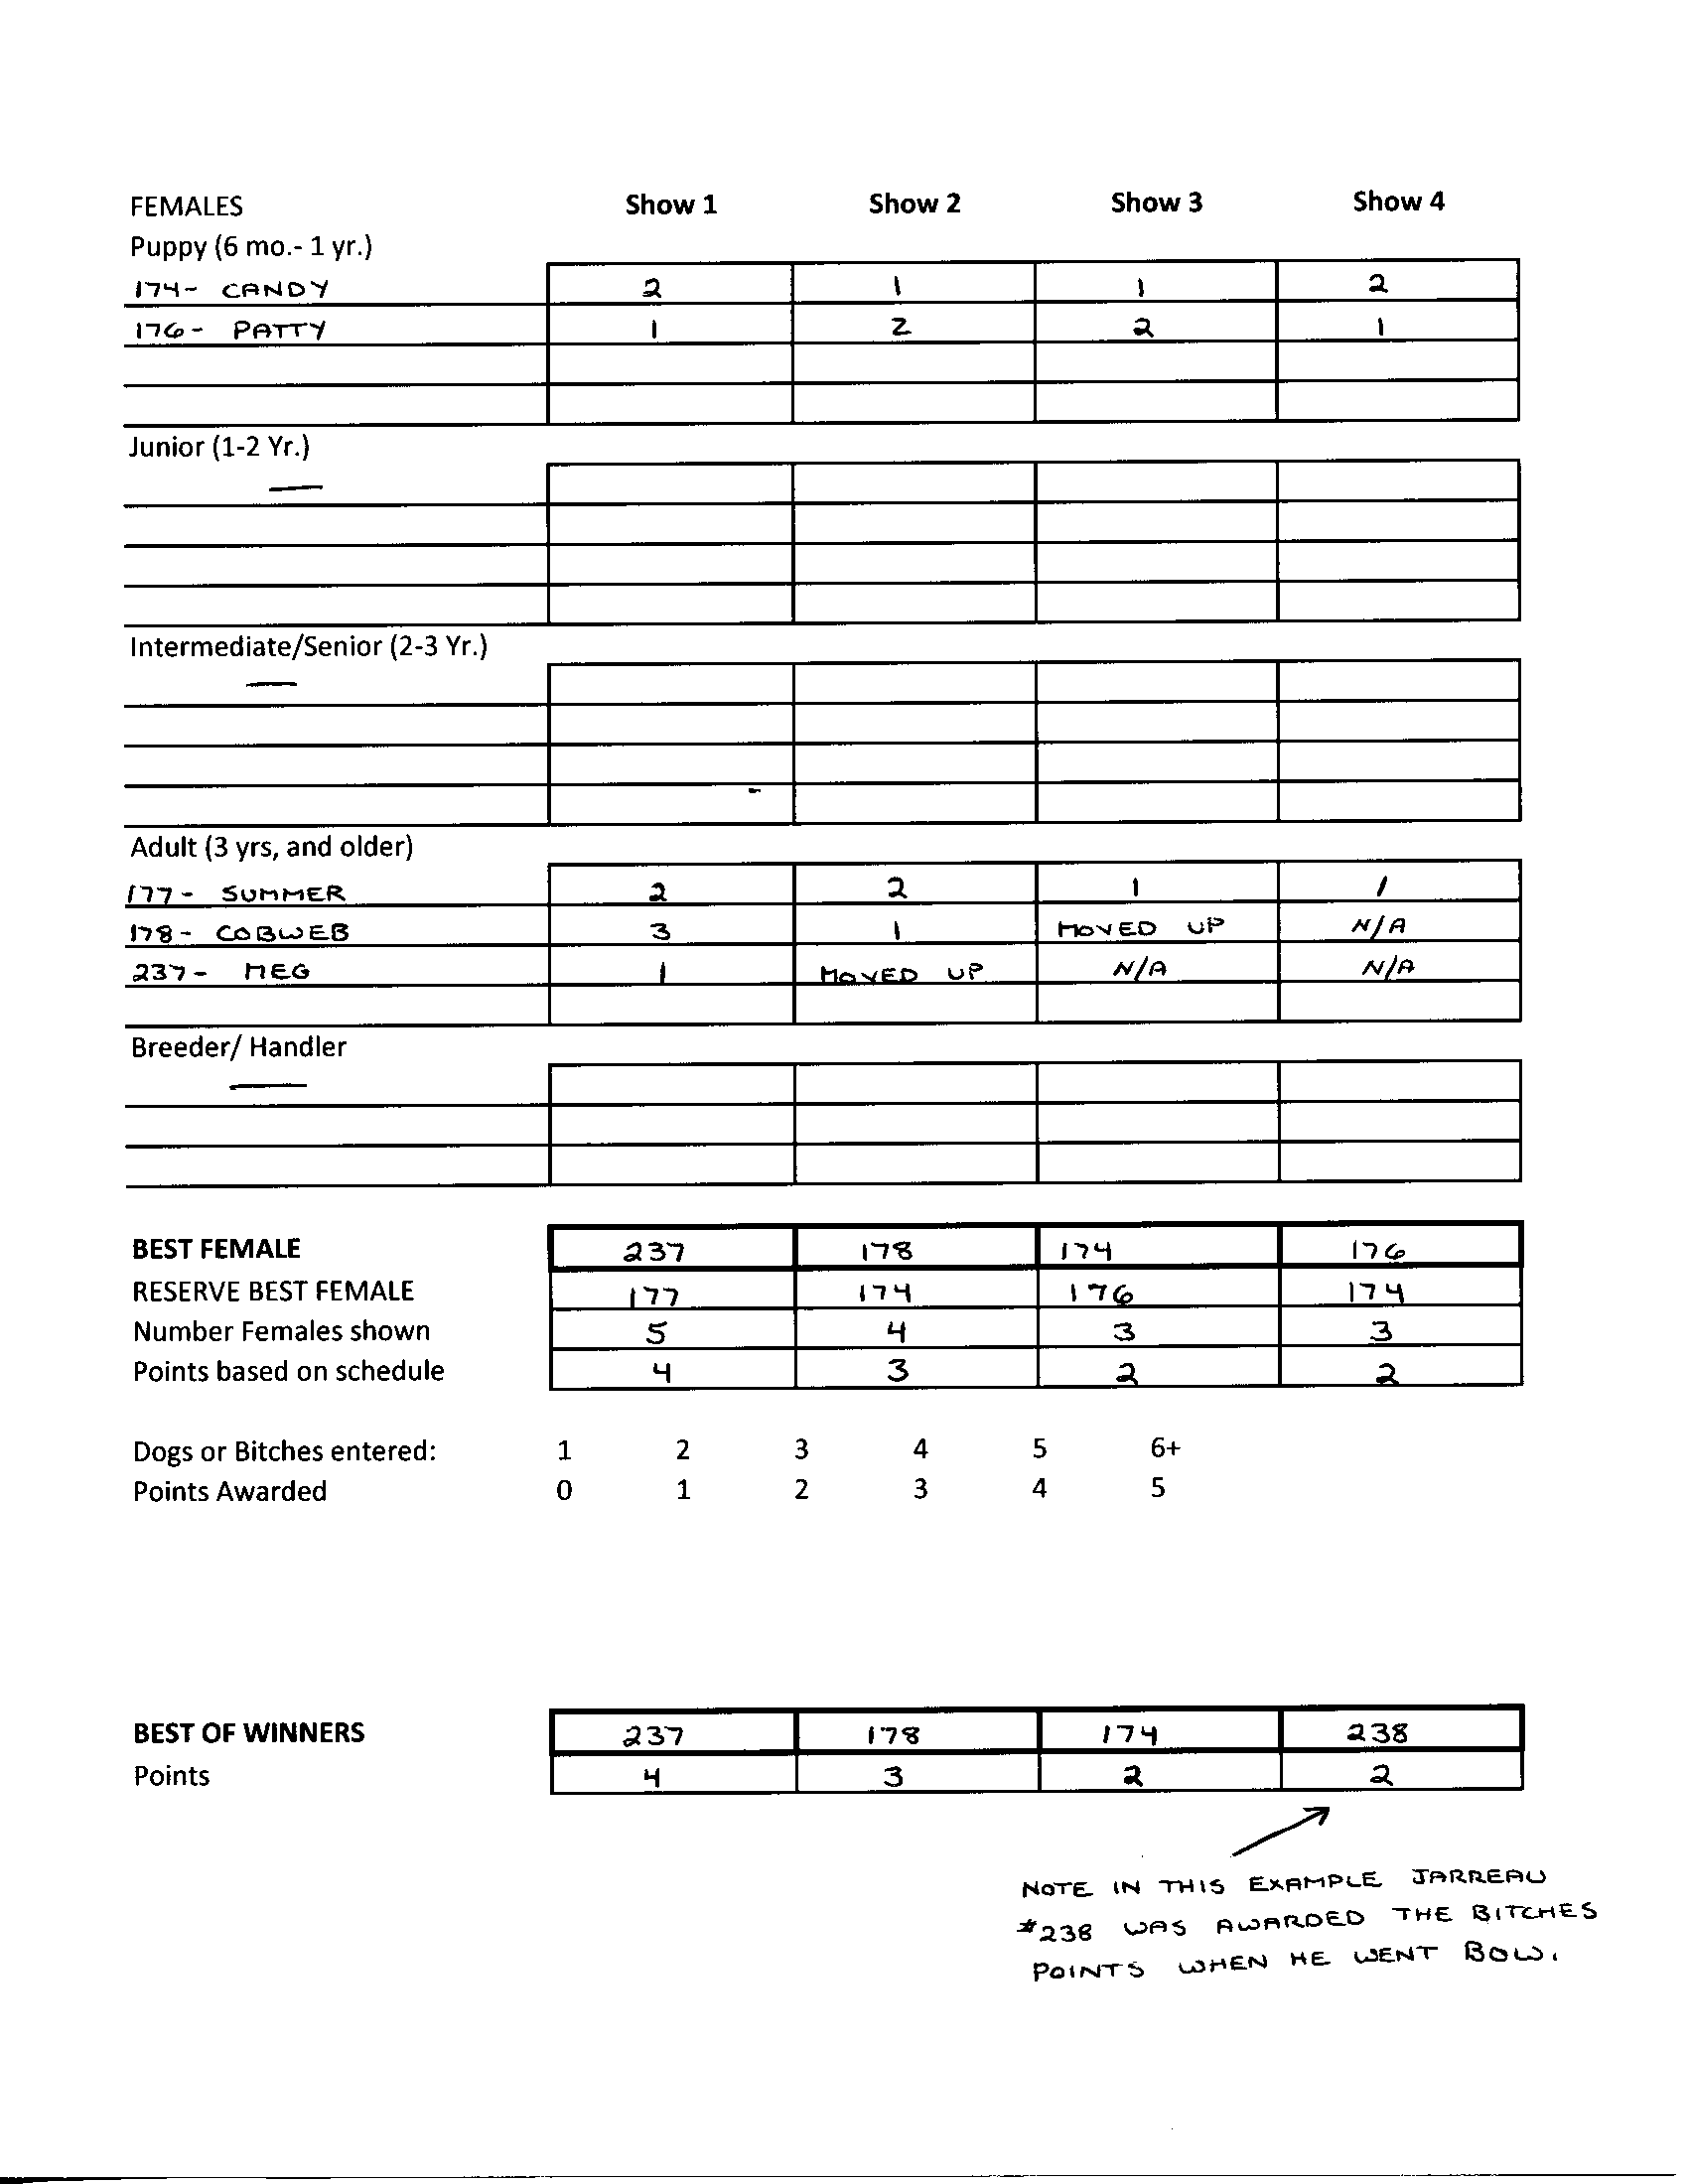 FEMALES Show 1 Show 2 Show 3 Show 4
Puppy (6 mo.- 1 yr.)
174- CANDY 2 1 1 2
176- PATTY 1 2 2 1
Junior (1-2 Yr.)
—
Intermediate/Senior (2-3 Yr.)
—
Adult (3 yrs, and older)
177- SUMMER 2 2 1 1
178- COBWEB 3 1 MOVED UP N/A
237- MEG 1 MOVED UP N/A N/A
Breeder/ Handler
—
BEST FEMALE 237 178 174 176
RESERVE BEST FEMALE 177 174 176 174
Number Females shown 5 4 3 3
Points based on schedule 4 3 2 2
Dogs or Bitches entered: 1 2 3 4 5 6+
Points Awarded 0 1 2 3 4 5
BEST OF WINNERS 237 178 174 238
Points 4 3 2 2
NOTE IN THIS EXAMPLE JARREAU
#238 WAS AWARDED THE BITCHES
POINTS WHEN HE WENT BOW.